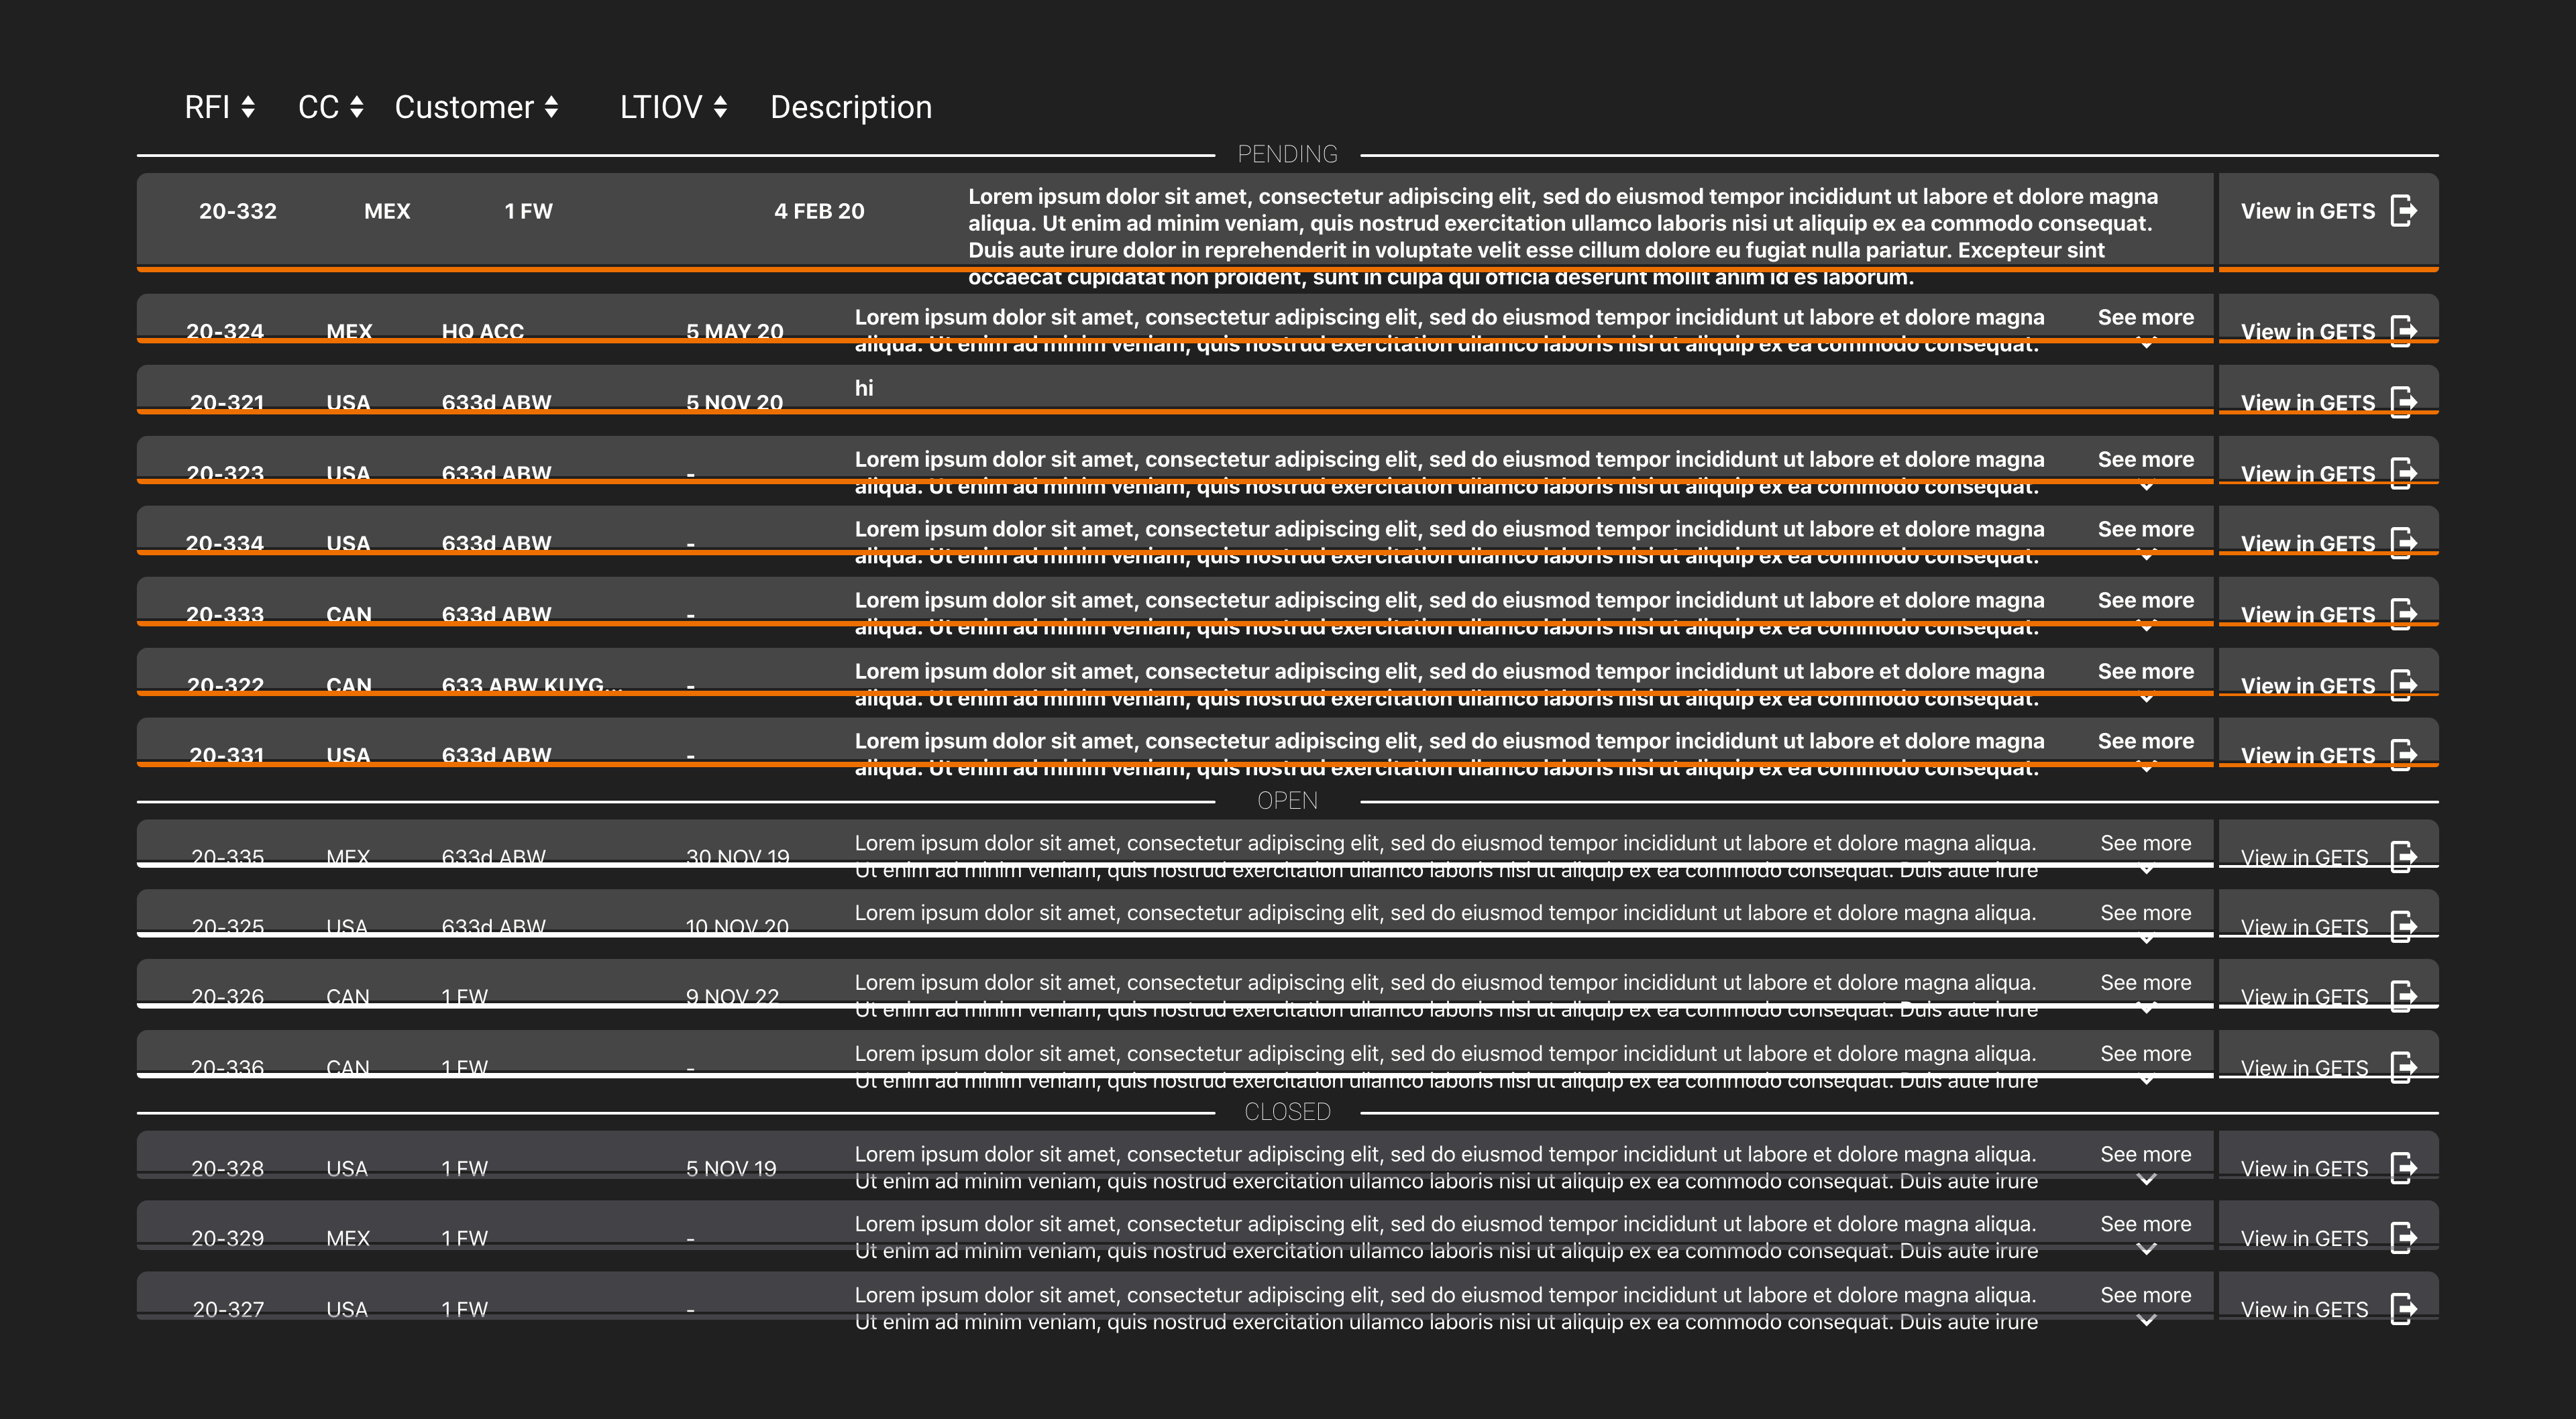 RFI CC Customer LTIOV Description
PENDING
20-332 MEX 1 FW 4 FEB 20 Lorem ipsum dolor sit amet, consectetur adipiscing elit, sed do eiusmod tempor incididunt ut labore et dolore magna View in GETS
aliqua. Ut enim ad minim veniam, quis nostrud exercitation ullamco laboris nisi ut aliquip ex ea commodo consequat.
Duis aute irure dolor in reprehenderit in voluptate velit esse cillum dolore eu fugiat nulla pariatur. Excepteur sint
occaecat cupidatat non proident, sunt in culpa qui officia deserunt mollit anim id es laborum.
20-324 MEX HQ ACC 5 MAY 20 Lorem ipsum dolor sit amet, consectetur adipiscing elit, sed do eiusmod tempor incididunt ut labore et dolore magna See more View in GETS
aliqua. Ut enim ad minim veniam, quis nostrud exercitation ullamco laboris nisi ut aliquip ex ea commodo consequat.
20-321 USA 633d ABW 5 NOV 20 hi View in GETS
20-323 USA 633d ABW - Lorem ipsum dolor sit amet, consectetur adipiscing elit, sed do eiusmod tempor incididunt ut labore et dolore magna See more View in GETS
aliqua. Ut enim ad minim veniam, quis nostrud exercitation ullamco laboris nisi ut aliquip ex ea commodo consequat.
20-334 USA 633d ABW - Lorem ipsum dolor sit amet, consectetur adipiscing elit, sed do eiusmod tempor incididunt ut labore et dolore magna See more View in GETS
aliqua. Ut enim ad minim veniam, quis nostrud exercitation ullamco laboris nisi ut aliquip ex ea commodo consequat.
20-333 CAN 633d ABW - Lorem ipsum dolor sit amet, consectetur adipiscing elit, sed do eiusmod tempor incididunt ut labore et dolore magna See more View in GETS
aliqua. Ut enim ad minim veniam, quis nostrud exercitation ullamco laboris nisi ut aliquip ex ea commodo consequat.
20-322 CAN 633 ABW KUYG... - Lorem ipsum dolor sit amet, consectetur adipiscing elit, sed do eiusmod tempor incididunt ut labore et dolore magna See more View in GETS
aliqua. Ut enim ad minim veniam, quis nostrud exercitation ullamco laboris nisi ut aliquip ex ea commodo consequat.
20-331 USA 633d ABW - Lorem ipsum dolor sit amet, consectetur adipiscing elit, sed do eiusmod tempor incididunt ut labore et dolore magna See more View in GETS
aliqua. Ut enim ad minim veniam, quis nostrud exercitation ullamco laboris nisi ut aliquip ex ea commodo consequat.
OPEN
20-335 MEX 633d ABW 30 NOV 19 Lorem ipsum dolor sit amet, consectetur adipiscing elit, sed do eiusmod tempor incididunt ut labore et dolore magna aliqua. See more View in GETS
Ut enim ad minim veniam, quis nostrud exercitation ullamco laboris nisi ut aliquip ex ea commodo consequat. Duis aute irure
20-325 USA 633d ABW 10 NOV 20 Lorem ipsum dolor sit amet, consectetur adipiscing elit, sed do eiusmod tempor incididunt ut labore et dolore magna aliqua. See more View in GETS
20-326 CAN 1 FW 9 NOV 22 Lorem ipsum dolor sit amet, consectetur adipiscing elit, sed do eiusmod tempor incididunt ut labore et dolore magna aliqua. See more View in GETS
Ut enim ad minim veniam, quis nostrud exercitation ullamco laboris nisi ut aliquip ex ea commodo consequat. Duis aute irure
20-336 CAN 1 FW - Lorem ipsum dolor sit amet, consectetur adipiscing elit, sed do eiusmod tempor incididunt ut labore et dolore magna aliqua. See more View in GETS
Ut enim ad minim veniam, quis nostrud exercitation ullamco laboris nisi ut aliquip ex ea commodo consequat. Duis aute irure
CLOSED
20-328 USA 1 FW 5 NOV 19 Lorem ipsum dolor sit amet, consectetur adipiscing elit, sed do eiusmod tempor incididunt ut labore et dolore magna aliqua. See more View in GETS
Ut enim ad minim veniam, quis nostrud exercitation ullamco laboris nisi ut aliquip ex ea commodo consequat. Duis aute irure
20-329 MEX 1 FW - Lorem ipsum dolor sit amet, consectetur adipiscing elit, sed do eiusmod tempor incididunt ut labore et dolore magna aliqua. See more View in GETS
Ut enim ad minim veniam, quis nostrud exercitation ullamco laboris nisi ut aliquip ex ea commodo consequat. Duis aute irure
20-327 USA 1 FW - Lorem ipsum dolor sit amet, consectetur adipiscing elit, sed do eiusmod tempor incididunt ut labore et dolore magna aliqua. See more View in GETS
Ut enim ad minim veniam, quis nostrud exercitation ullamco laboris nisi ut aliquip ex ea commodo consequat. Duis aute irure